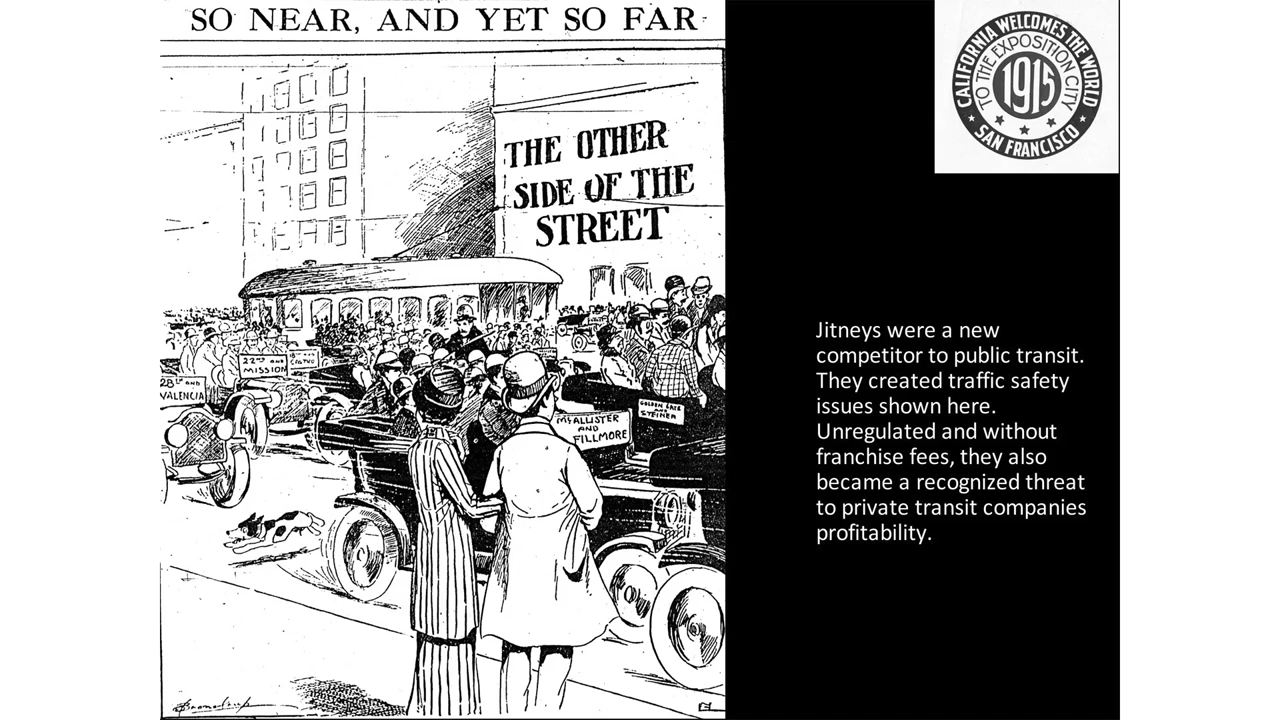 SO NEAR, AND YET SO FAR
THE OTHER
SIDE OF THE
STREET
22ND AND
MISSION
28TH AND
VALENCIA
McALLISTER
AND
FILLMORE
GOLDEN GATE
AND
STEINER
CALIFORNIA WELCOMES THE WORLD
TO THE EXPOSITION CITY
1915
SAN FRANCISCO
Jitneys were a new
competitor to public transit.
They created traffic safety
issues shown here.
Unregulated and without
franchise fees, they also
became a recognized threat
to private transit companies
profitability.